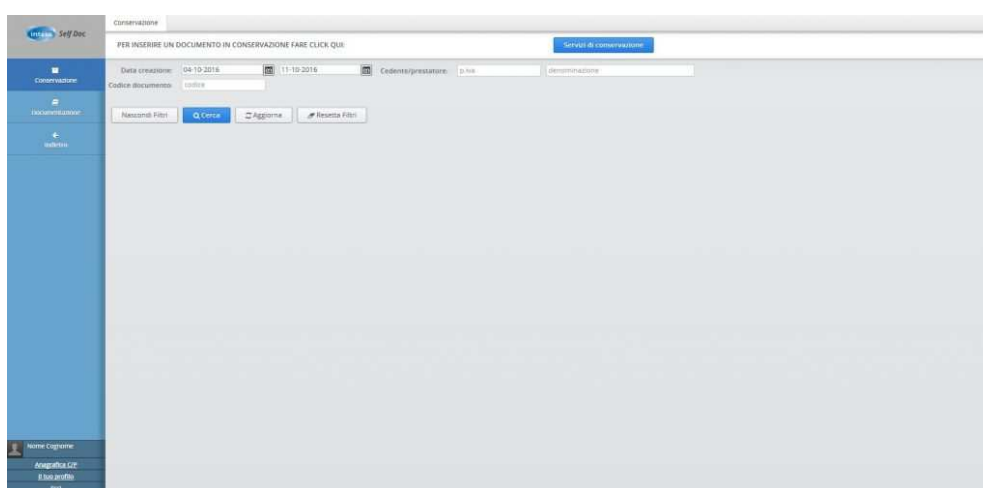 intesa Self Doc
Conservazione
PER INSERIRE UN DOCUMENTO IN CONSERVAZIONE FARE CLICK QUI:
Servizi di conservazione
Conservazione
Documentazione
Indietro
Data creazione: 04-10-2016 11-10-2016 Cedente/prestatore: p.iva denominazione
Codice documento: codice
Nascondi Filtri Cerca Aggiorna Resetta Filtri
Nome Cognome
Anagrafica C/P
Il tuo profilo